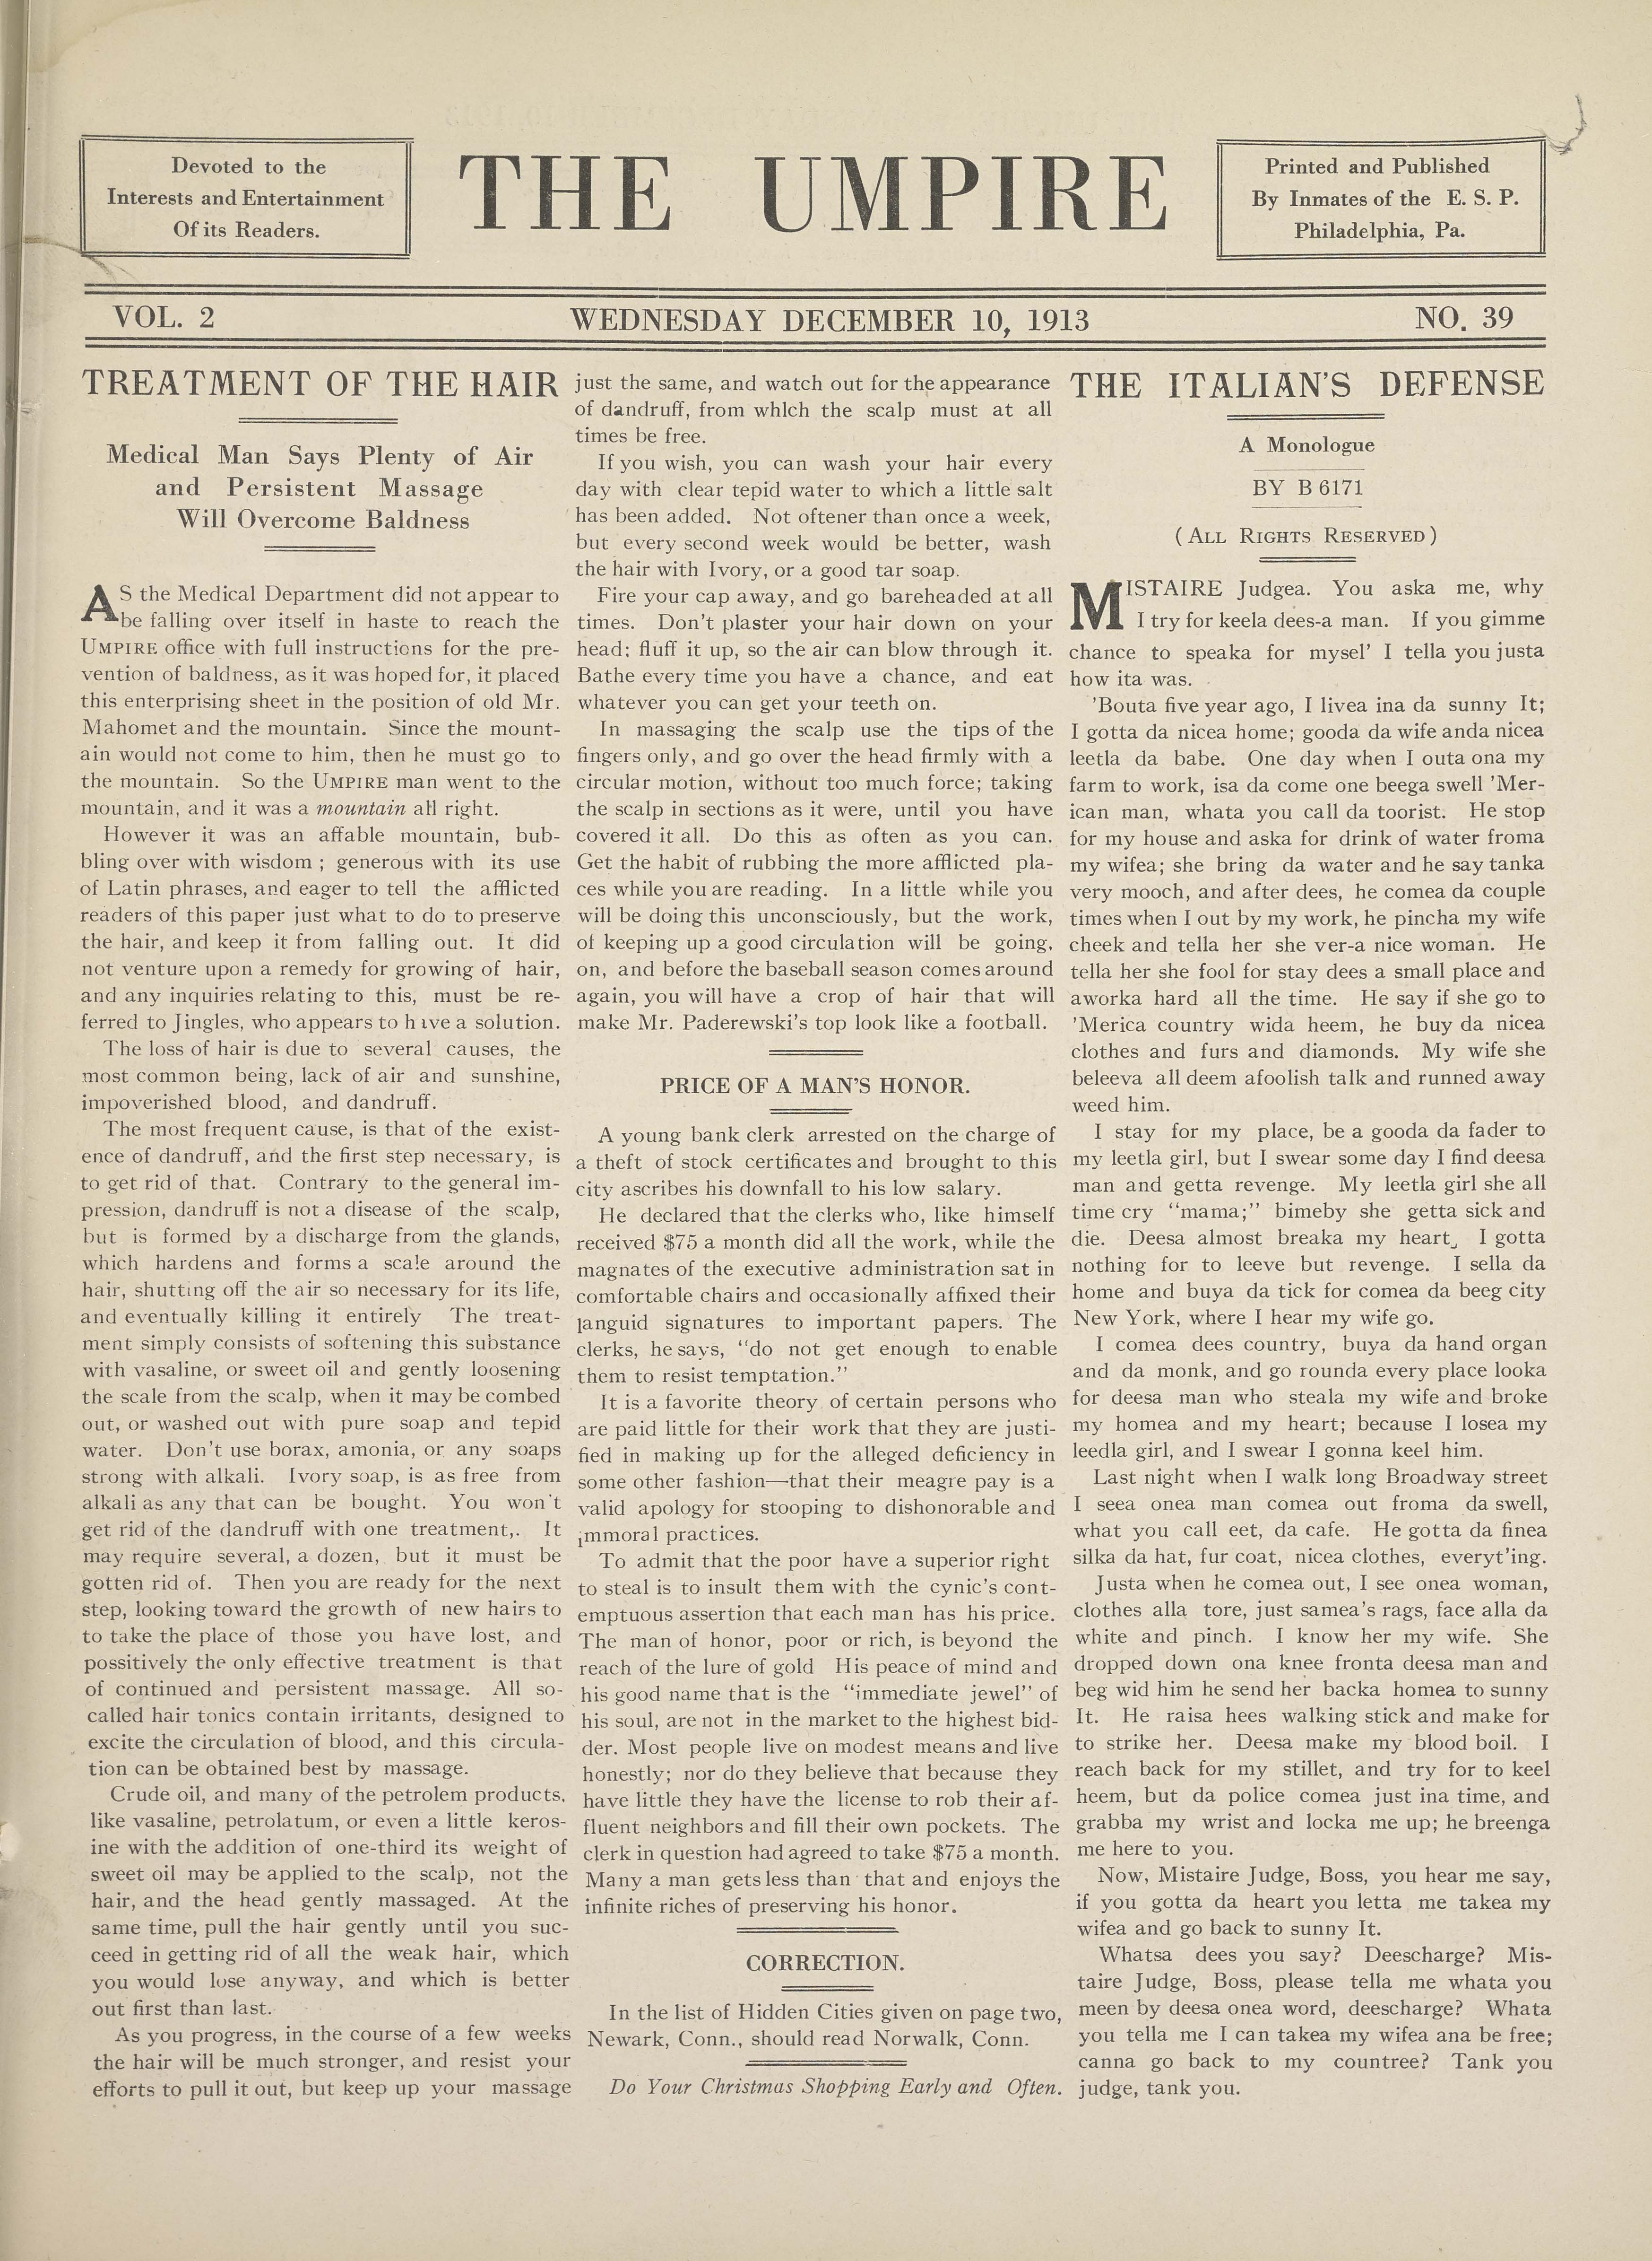 Devoted to the
Interests and Entertainment
Of its Readers.
THE UMPIRE
Printed and Published
By Inmates of the E. S. P.
Philadelphia, Pa.
VOL. 2
WEDNESDAY DECEMBER 10, 1913
NO. 39
TREATMENT OF THE HAIR
Medical Man Says Plenty of Air
and Persistent Massage
Will Overcome Baldness
AS the Medical Department did not appear to
be falling over itself in haste to reach the
UMPIRE office with full instructions for the pre-
vention of baldness, as it was hoped for, it placed
this enterprising sheet in the position of old Mr.
Mahomet and the mountain. Since the mount-
ain would not come to him, then he must go to
the mountain. So the UMPIRE man went to the
mountain, and it was a mountain all right.
However it was an affable mountain, bub-
bling over with wisdom ; generous with its use
of Latin phrases, and eager to tell the afflicted
readers of this paper just what to do to preserve
the hair, and keep it from falling out. It did
not venture upon a remedy for growing of hair,
and any inquiries relating to this, must be re-
ferred to Jingles, who appears to have a solution.
The loss of hair is due to several causes, the
most common being, lack of air and sunshine,
impoverished blood, and dandruff.
The most frequent cause, is that of the exist-
ence of dandruff, and the first step necessary, is
to get rid of that. Contrary to the general im-
pression, dandruff is not a disease of the scalp,
but is formed by a discharge from the glands,
which hardens and forms a scale around the
hair, shutting off the air so necessary for its life,
and eventually killing it entirely The treat-
ment simply consists of softening this substance
with vasaline, or sweet oil and gently loosening
the scale from the scalp, when it may be combed
out, or washed out with pure soap and tepid
water. Don't use borax, amonia, or any soaps
strong with alkali. Ivory soap, is as free from
alkali as any that can be bought. You won't
get rid of the dandruff with one treatment,. It
may require several, a dozen, but it must be
gotten rid of. Then you are ready for the next
step, looking toward the growth of new hairs to
to take the place of those you have lost, and
possitively the only effective treatment is that
of continued and persistent massage. All so-
called hair tonics contain irritants, designed to
excite the circulation of blood, and this circula-
tion can be obtained best by massage.
Crude oil, and many of the petrolem products,
like vasaline, petrolatum, or even a little keros-
ine with the addition of one-third its weight of
sweet oil may be applied to the scalp, not the
hair, and the head gently massaged. At the
same time, pull the hair gently until you suc-
ceed in getting rid of all the weak hair, which
you would lose anyway, and which is better
out first than last.
As you progress, in the course of a few weeks
the hair will be much stronger, and resist your
efforts to pull it out, but keep up your massage
just the same, and watch out for the appearance
of dandruff, from whlch the scalp must at all
times be free.
If you wish, you can wash your hair every
day with clear tepid water to which a little salt
has been added. Not oftener than once a week,
but every second week would be better, wash
the hair with Ivory, or a good tar soap.
Fire your cap away, and go bareheaded at all
times. Don't plaster your hair down on your
head; fluff it up, so the air can blow through it.
Bathe every time you have a chance, and eat
whatever you can get your teeth on.
In massaging the scalp use the tips of the
fingers only, and go over the head firmly with a
circular motion, without too much force; taking
the scalp in sections as it were, until you have
covered it all. Do this as often as you can.
Get the habit of rubbing the more afflicted pla-
ces while you are reading. In a little while you
will be doing this unconsciously, but the work,
of keeping up a good circulation will be going,
on, and before the baseball season comes around
again, you will have a crop of hair that will
make Mr. Paderewski's top look like a football.
PRICE OF A MAN'S HONOR.
A young bank clerk arrested on the charge of
a theft of stock certificates and brought to this
city ascribes his downfall to his low salary.
He declared that the clerks who, like himself
received $75 a month did all the work, while the
magnates of the executive administration sat in
comfortable chairs and occasionally affixed their
languid signatures to important papers. The
clerks, he says, "do not get enough to enable
them to resist temptation."
It is a favorite theory of certain persons who
are paid little for their work that they are justi-
fied in making up for the alleged deficiency in
some other fashion—that their meagre pay is a
valid apology for stooping to dishonorable and
immoral practices.
To admit that the poor have a superior right
to steal is to insult them with the cynic's cont-
emptuous assertion that each man has his price.
The man of honor, poor or rich, is beyond the
reach of the lure of gold His peace of mind and
his good name that is the "immediate jewel" of
his soul, are not in the market to the highest bid-
der. Most people live on modest means and live
honestly; nor do they believe that because they
have little they have the license to rob their af-
fluent neighbors and fill their own pockets. The
clerk in question had agreed to take $75 a month.
Many a man gets less than that and enjoys the
infinite riches of preserving his honor.
CORRECTION.
In the list of Hidden Cities given on page two,
Newark, Conn., should read Norwalk, Conn.
Do Your Christmas Shopping Early and Often.
THE ITALIAN'S DEFENSE
A Monologue
BY B 6171
(ALL RIGHTS RESERVED)
MISTAIRE Judgea. You aska me, why
I try for keela dees-a man. If you gimme
chance to speaka for mysel' I tella you justa
how ita was.
'Bouta five year ago, I livea ina da sunny It;
I gotta da nicea home; gooda da wife anda nicea
leetla da babe. One day when I outa ona my
farm to work, isa da come one beega swell 'Mer-
ican man, whata you call da toorist. He stop
for my house and aska for drink of water froma
my wifea; she bring da water and he say tanka
very mooch, and after dees, he comea da couple
times when I out by my work, he pincha my wife
cheek and tella her she ver-a nice woman. He
tella her she fool for stay dees a small place and
aworka hard all the time. He say if she go to
'Merica country wida heem, he buy da nicea
clothes and furs and diamonds. My wife she
beleeva all deem afoolish talk and runned away
weed him.
I stay for my place, be a gooda da fader to
my leetla girl, but I swear some day I find deesa
man and getta revenge. My leetla girl she all
time cry "mama;" bimeby she getta sick and
die. Deesa almost breaka my heart, I gotta
nothing for to leeve but revenge. I sella da
home and buya da tick for comea da beeg city
New York, where I hear my wife go.
I comea dees country, buya da hand organ
and da monk, and go rounda every place looka
for deesa man who steala my wife and broke
my homea and my heart; because I losea my
leedla girl, and I swear I gonna keel him.
Last night when I walk long Broadway street
I seea onea man comea out froma da swell,
what you call eet, da cafe. He gotta da finea
silka da hat, fur coat, nicea clothes, everyt'ing.
Justa when he comea out, I see onea woman,
clothes alla tore, just samea's rags, face alla da
white and pinch. I know her my wife. She
dropped down ona knee fronta deesa man and
beg wid him he send her backa homea to sunny
It. He raisa hees walking stick and make for
to strike her. Deesa make my blood boil. I
reach back for my stillet, and try for to keel
heem, but da police comea just ina time, and
grabba my wrist and locka me up; he breenga
me here to you.
Now, Mistaire Judge, Boss, you hear me say,
if you gotta da heart you letta me takea my
wifea and go back to sunny It.
Whatsa dees you say? Deescharge? Mis-
taire Judge, Boss, please tella me whata you
meen by deesa onea word, deescharge? Whata
you tella me I can takea my wifea ana be free;
canna go back to my countree? Tank you
judge, tank you.